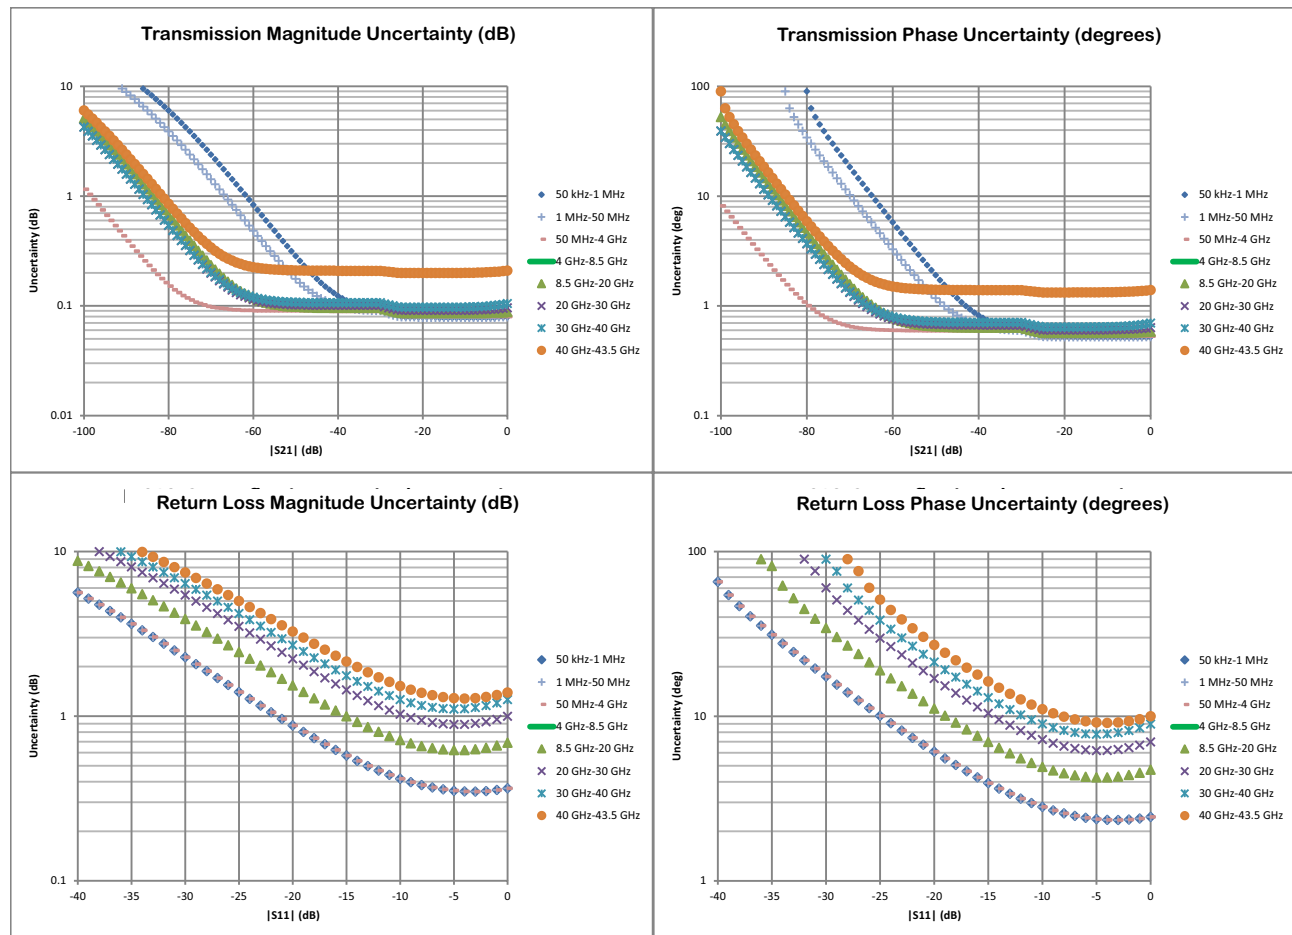 Transmission Magnitude Uncertainty (dB)
10
1
0.1
0.01
Uncertainty (dB)
-100
-80
-60
-40
-20
0
|S21| (dB)
50 kHz-1 MHz
1 MHz-50 MHz
50 MHz-4 GHz
4 GHz-8.5 GHz
8.5 GHz-20 GHz
20 GHz-30 GHz
30 GHz-40 GHz
40 GHz-43.5 GHz
Transmission Phase Uncertainty (degrees)
100
10
1
0.1
Uncertainty (deg)
-100
-80
-60
-40
-20
0
|S21| (dB)
50 kHz-1 MHz
1 MHz-50 MHz
50 MHz-4 GHz
4 GHz-8.5 GHz
8.5 GHz-20 GHz
20 GHz-30 GHz
30 GHz-40 GHz
40 GHz-43.5 GHz
Return Loss Magnitude Uncertainty (dB)
10
1
0.1
Uncertainty (dB)
-40
-35
-30
-25
-20
-15
-10
-5
0
|S11| (dB)
50 kHz-1 MHz
1 MHz-50 MHz
50 MHz-4 GHz
4 GHz-8.5 GHz
8.5 GHz-20 GHz
20 GHz-30 GHz
30 GHz-40 GHz
40 GHz-43.5 GHz
Return Loss Phase Uncertainty (degrees)
100
10
1
Uncertainty (deg)
-40
-35
-30
-25
-20
-15
-10
-5
0
|S11| (dB)
50 kHz-1 MHz
1 MHz-50 MHz
50 MHz-4 GHz
4 GHz-8.5 GHz
8.5 GHz-20 GHz
20 GHz-30 GHz
30 GHz-40 GHz
40 GHz-43.5 GHz